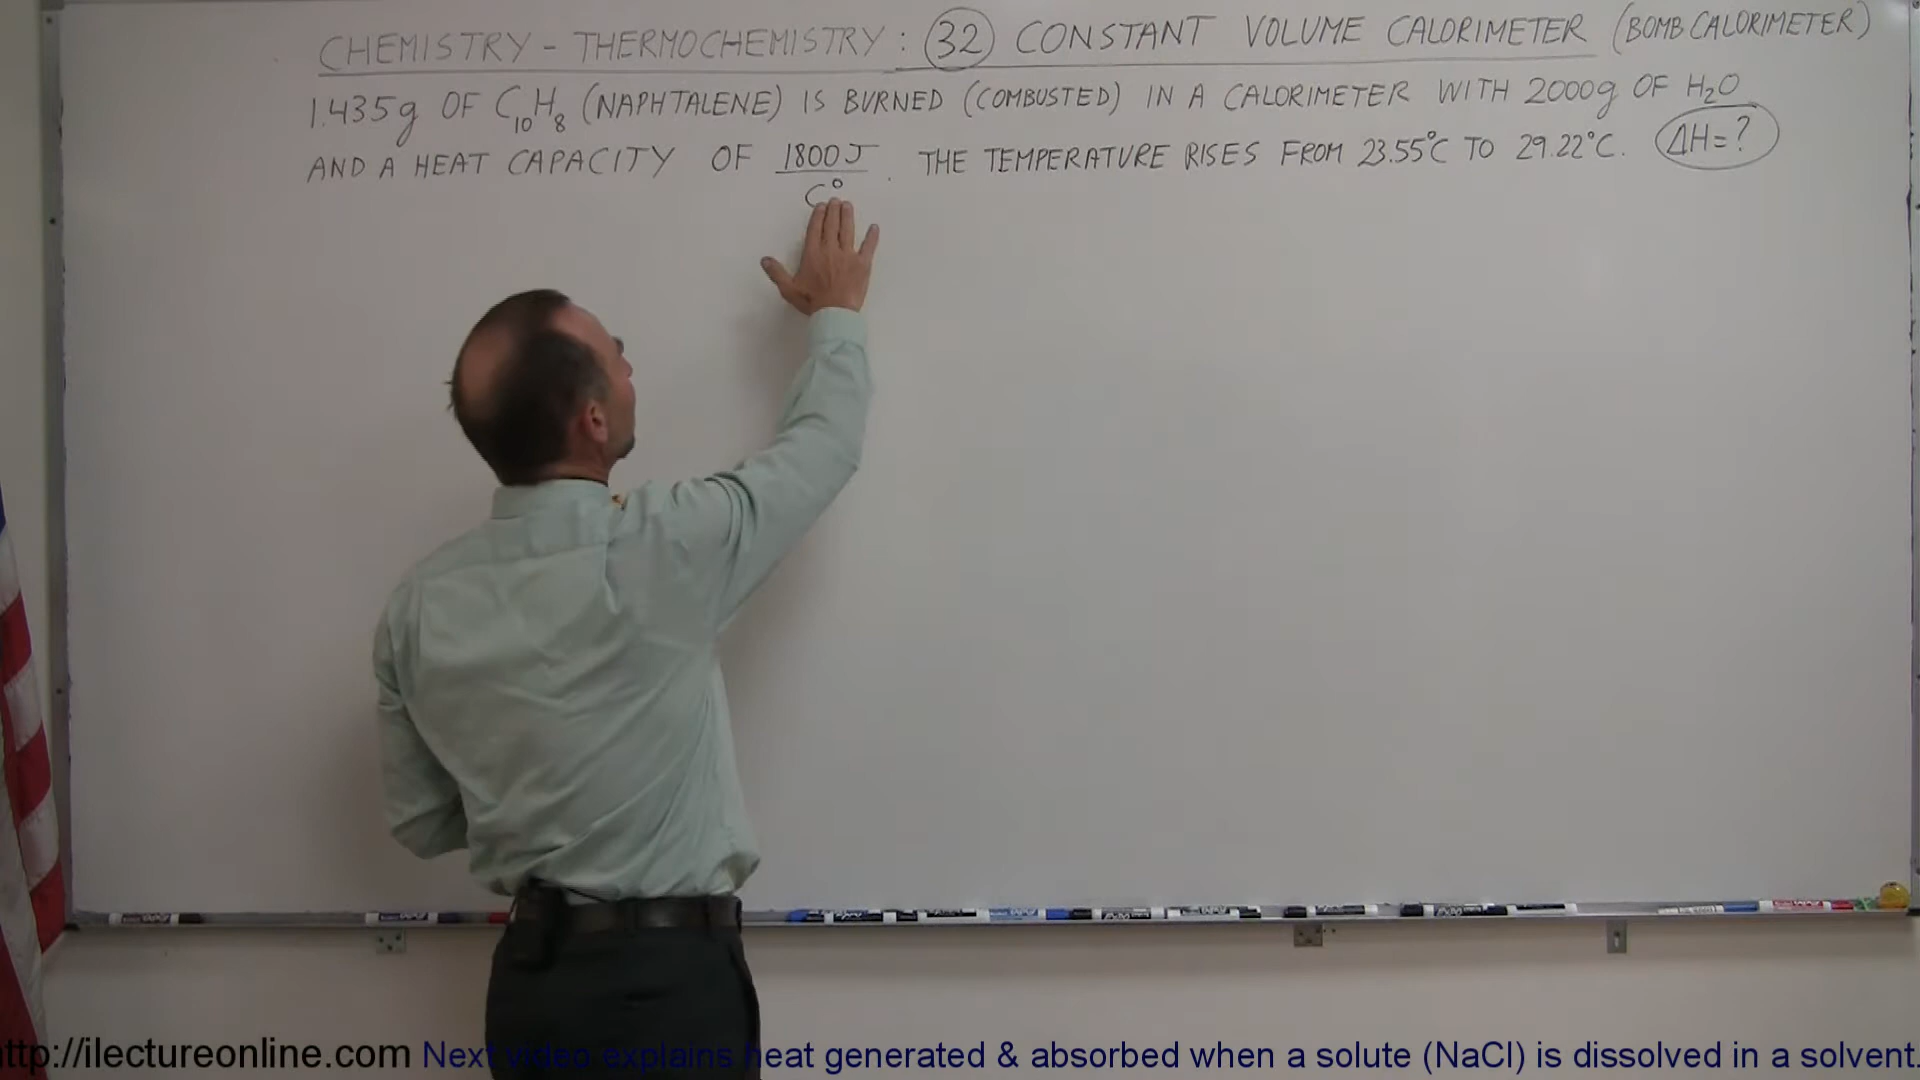 CHEMISTRY - THERMOCHEMISTRY: 32 CONSTANT VOLUME CALORIMETER (BOMB CALORIMETER)
1.435g OF C₁₀H₈ (NAPHTALENE) IS BURNED (COMBUSTED) IN A CALORIMETER WITH 2000g OF H₂O
AND A HEAT CAPACITY OF 1800J/C°. THE TEMPERATURE RISES FROM 23.55°C TO 29.22°C. ΔH=?
ttp://ilectureonline.com Next video explains heat generated & absorbed when a solute (NaCl) is dissolved in a solvent.